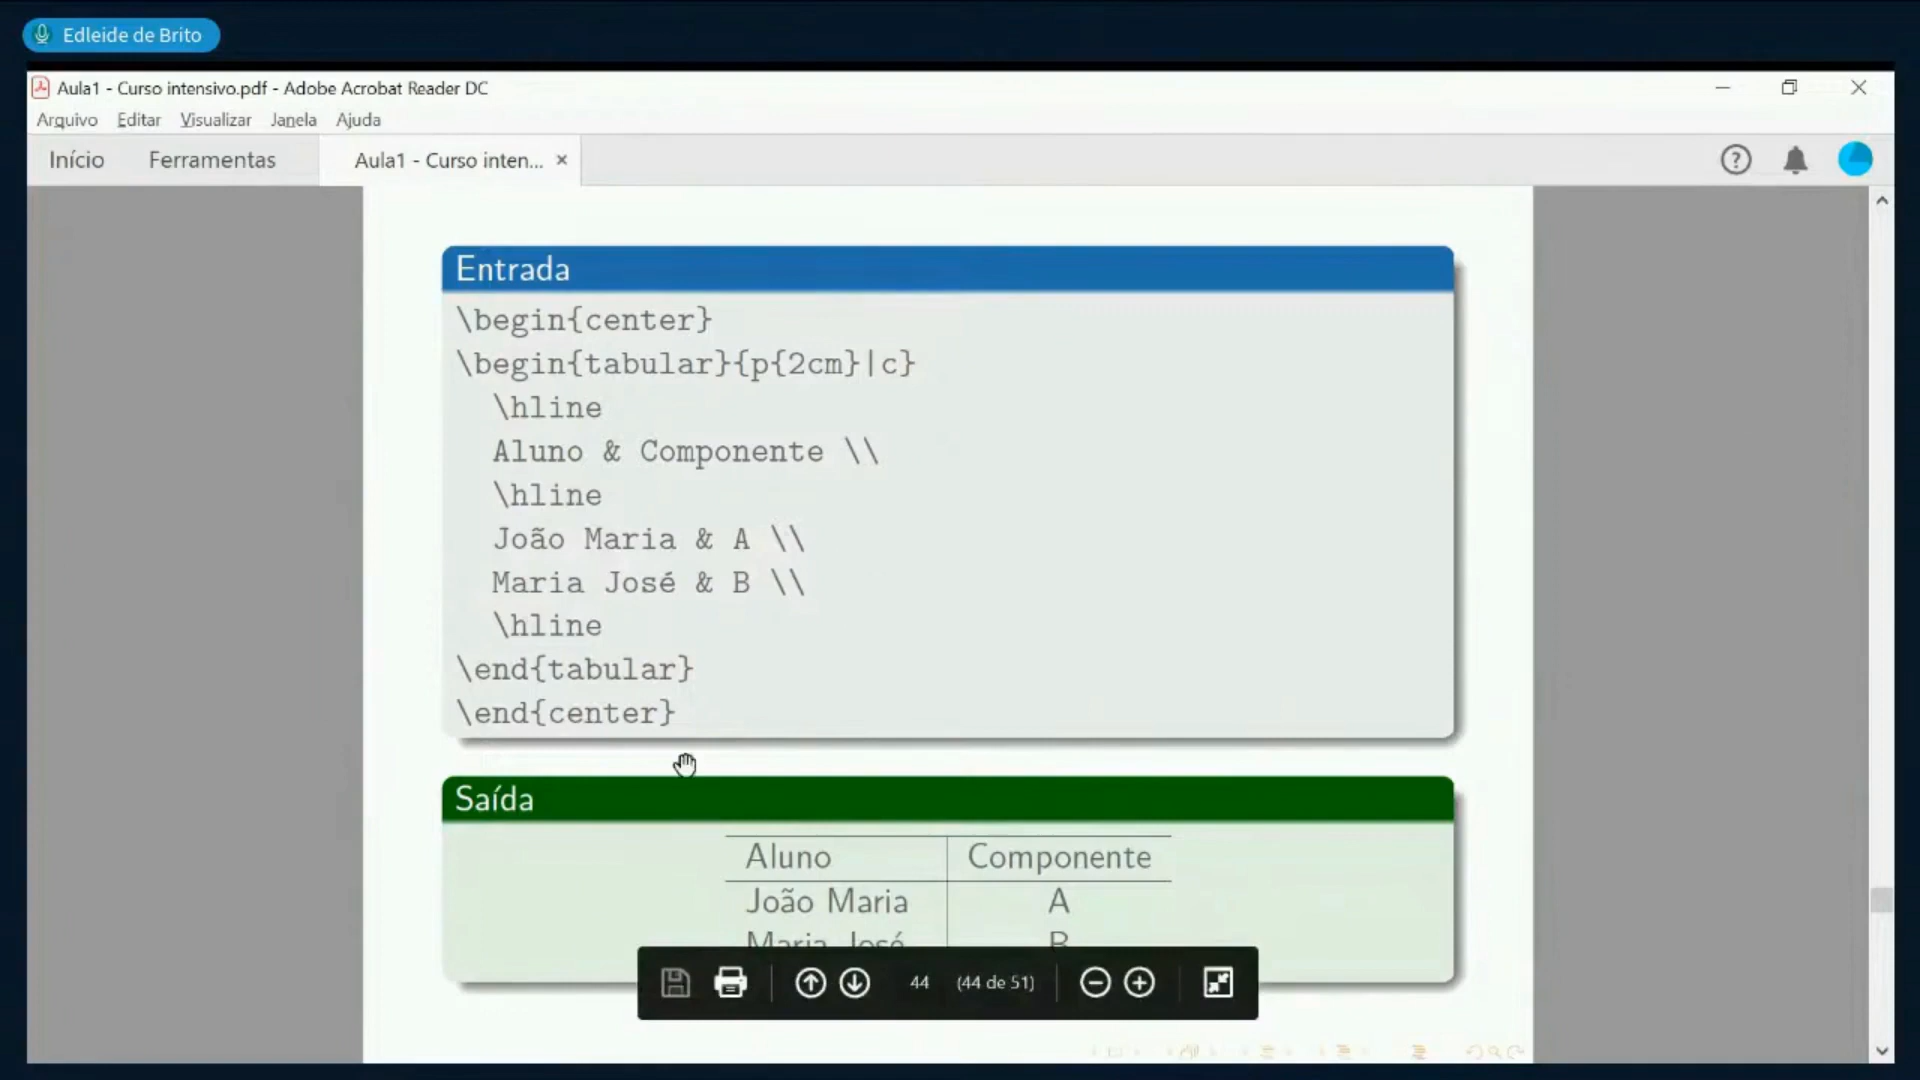 Edleide de Brito
Aula1 - Curso intensivo.pdf - Adobe Acrobat Reader DC
Arquivo Editar Visualizar Janela Ajuda
Início Ferramentas Aula1 - Curso inten... ×
Entrada
\begin{center}
\begin{tabular}{p{2cm}|c}
\hline
Aluno & Componente \\
\hline
João Maria & A \\
Maria José & B \\
\hline
\end{tabular}
\end{center}
Saída
Aluno Componente
João Maria A
Maria José B
44 (44 de 51)